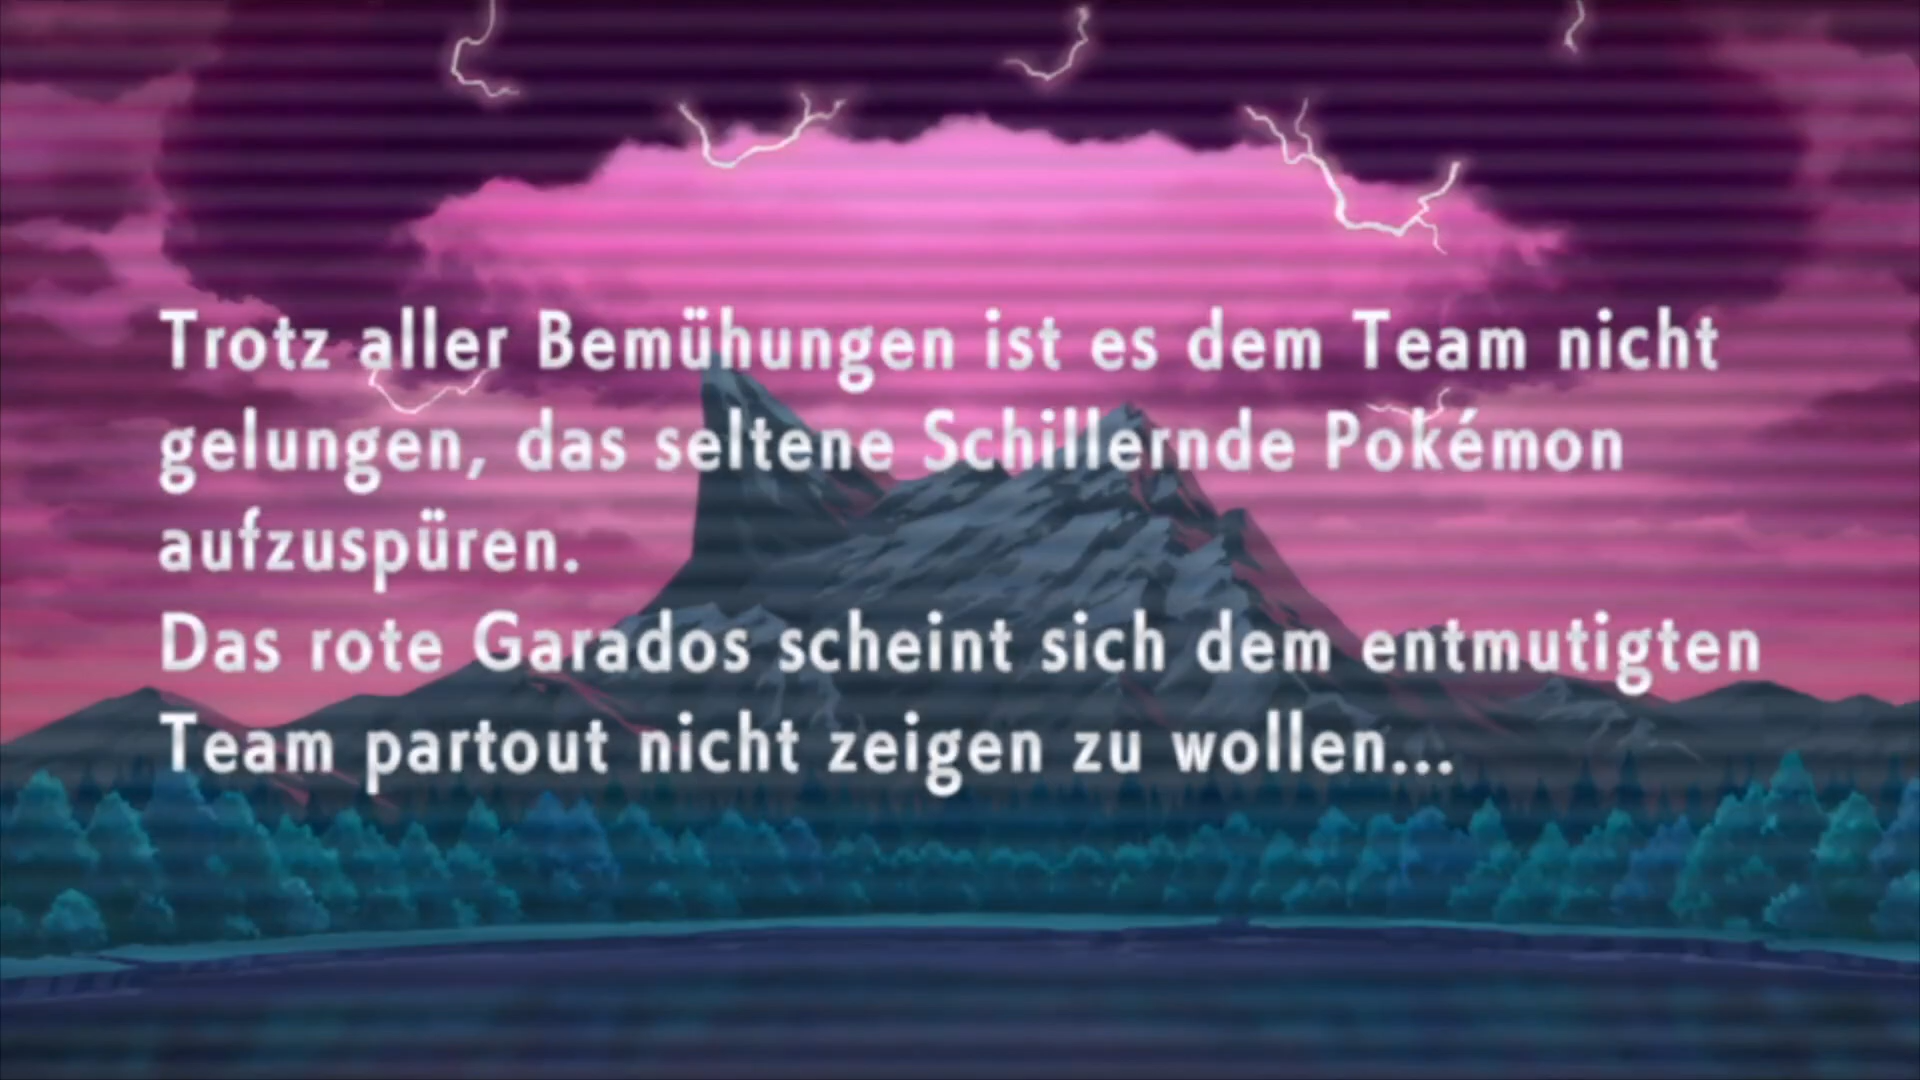 Trotz aller Bemühungen ist es dem Team nicht
gelungen, das seltene Schillernde Pokémon
aufzuspüren.
Das rote Garados scheint sich dem entmutigten
Team partout nicht zeigen zu wollen...